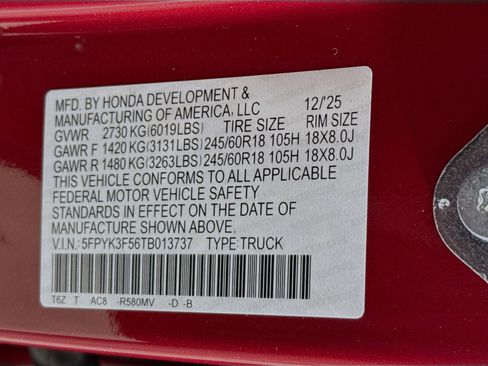 MFD. BY HONDA DEVELOPMENT &
MANUFACTURING OF AMERICA, LLC 12/'25
GVWR 2730 KG(6019LBS) TIRE SIZE RIM SIZE
GAWR F 1420 KG(3131LBS) 245/60R18 105H 18X8.0J
GAWR R 1480 KG(3263LBS) 245/60R18 105H 18X8.0J
THIS VEHICLE CONFORMS TO ALL APPLICABLE
FEDERAL MOTOR VEHICLE SAFETY
STANDARDS IN EFFECT ON THE DATE OF
MANUFACTURE SHOWN ABOVE.
V.I.N.: 5FPYK3F56TB013737 TYPE:TRUCK
T6Z T AC8 -R580MV -D -B